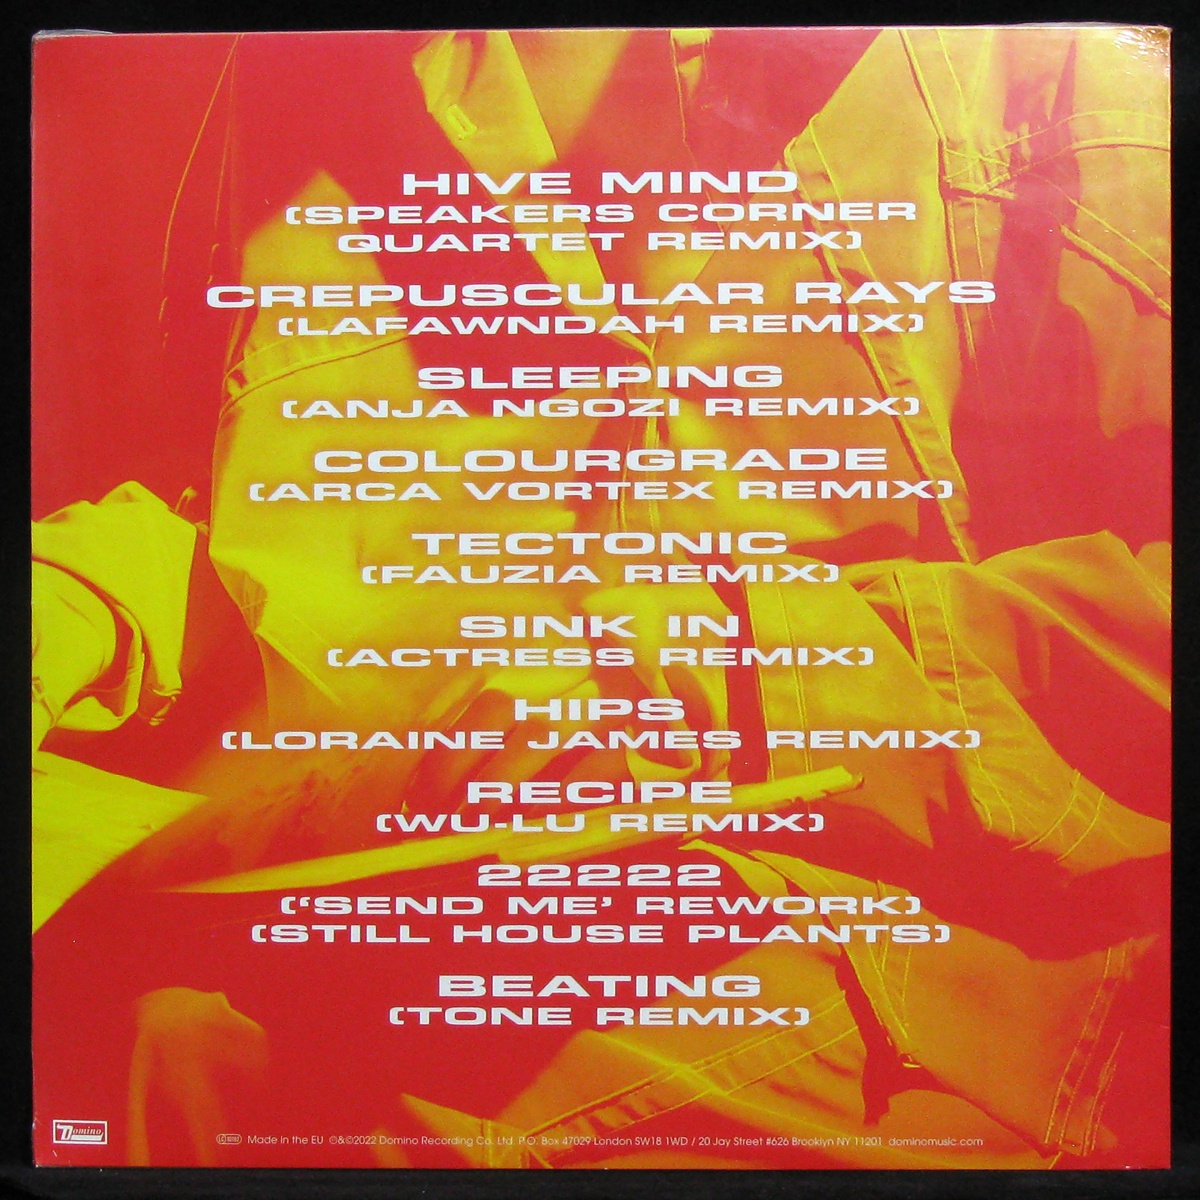 HIVE MIND
(SPEAKERS CORNER
QUARTET REMIX)
CREPUSCULAR RAYS
(LAFAWNDAH REMIX)
SLEEPING
(ANJA NGOZI REMIX)
COLOURGRADE
(ARCA VORTEX REMIX)
TECTONIC
(FAUZIA REMIX)
SINK IN
(ACTRESS REMIX)
HIPS
(LORAINE JAMES REMIX)
RECIPE
(WU-LU REMIX)
22222
(‘SEND ME’ REWORK)
(STILL HOUSE PLANTS)
BEATING
(TONE REMIX)
Domino Made in the EU ℗&©2022 Domino Recording Co. Ltd P.O. Box 47029 London SW18 1WD / 20 Jay Street #626 Brooklyn NY 11201 dominomusic.com